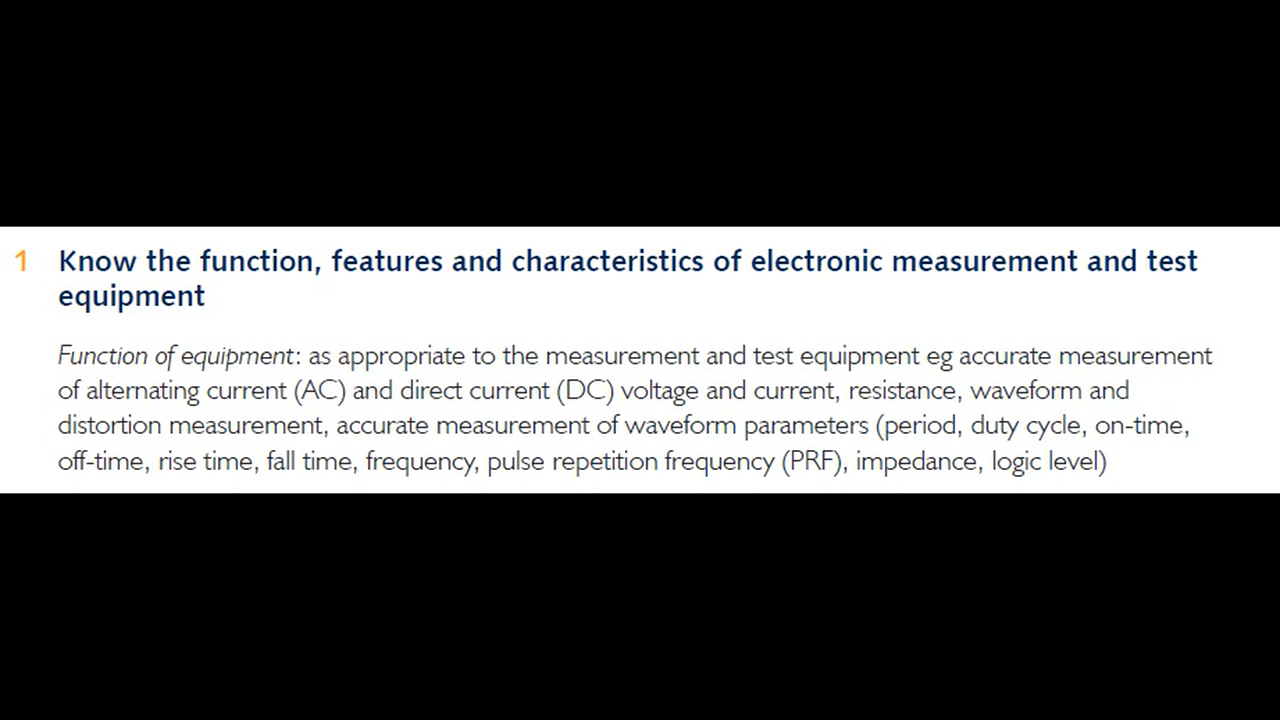 1 Know the function, features and characteristics of electronic measurement and test
equipment
Function of equipment: as appropriate to the measurement and test equipment eg accurate measurement
of alternating current (AC) and direct current (DC) voltage and current, resistance, waveform and
distortion measurement, accurate measurement of waveform parameters (period, duty cycle, on-time,
off-time, rise time, fall time, frequency, pulse repetition frequency (PRF), impedance, logic level)